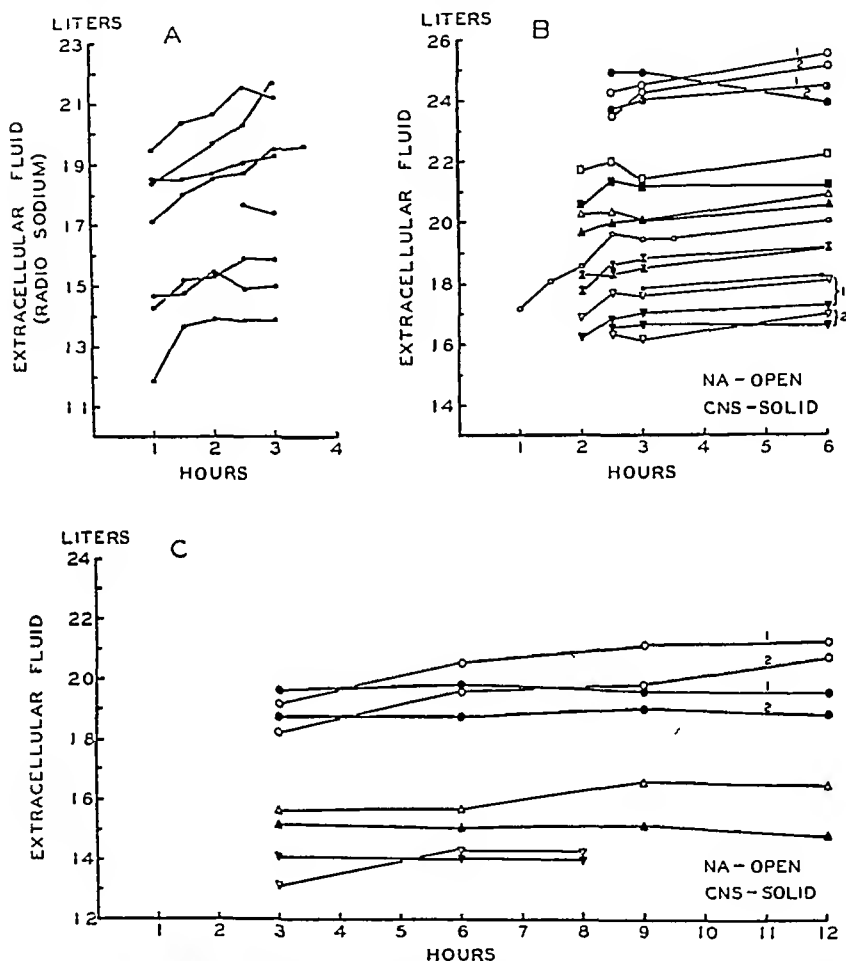 LITERS
A
23
21
19
17
15
13
11
EXTRACELLULAR FLUID
(RADIO SODIUM)
1 2 3 4
HOURS
LITERS
B
26
24
22
20
18
16
14
EXTRACELLULAR FLUID
1
2
1
2
1
2
NA-OPEN
CNS-SOLID
1 2 3 4 5 6
HOURS
LITERS
C
24
22
20
18
16
14
12
EXTRACELLULAR FLUID
1
2
1
2
NA-OPEN
CNS-SOLID
1 2 3 4 5 6 7 8 9 10 11 12
HOURS